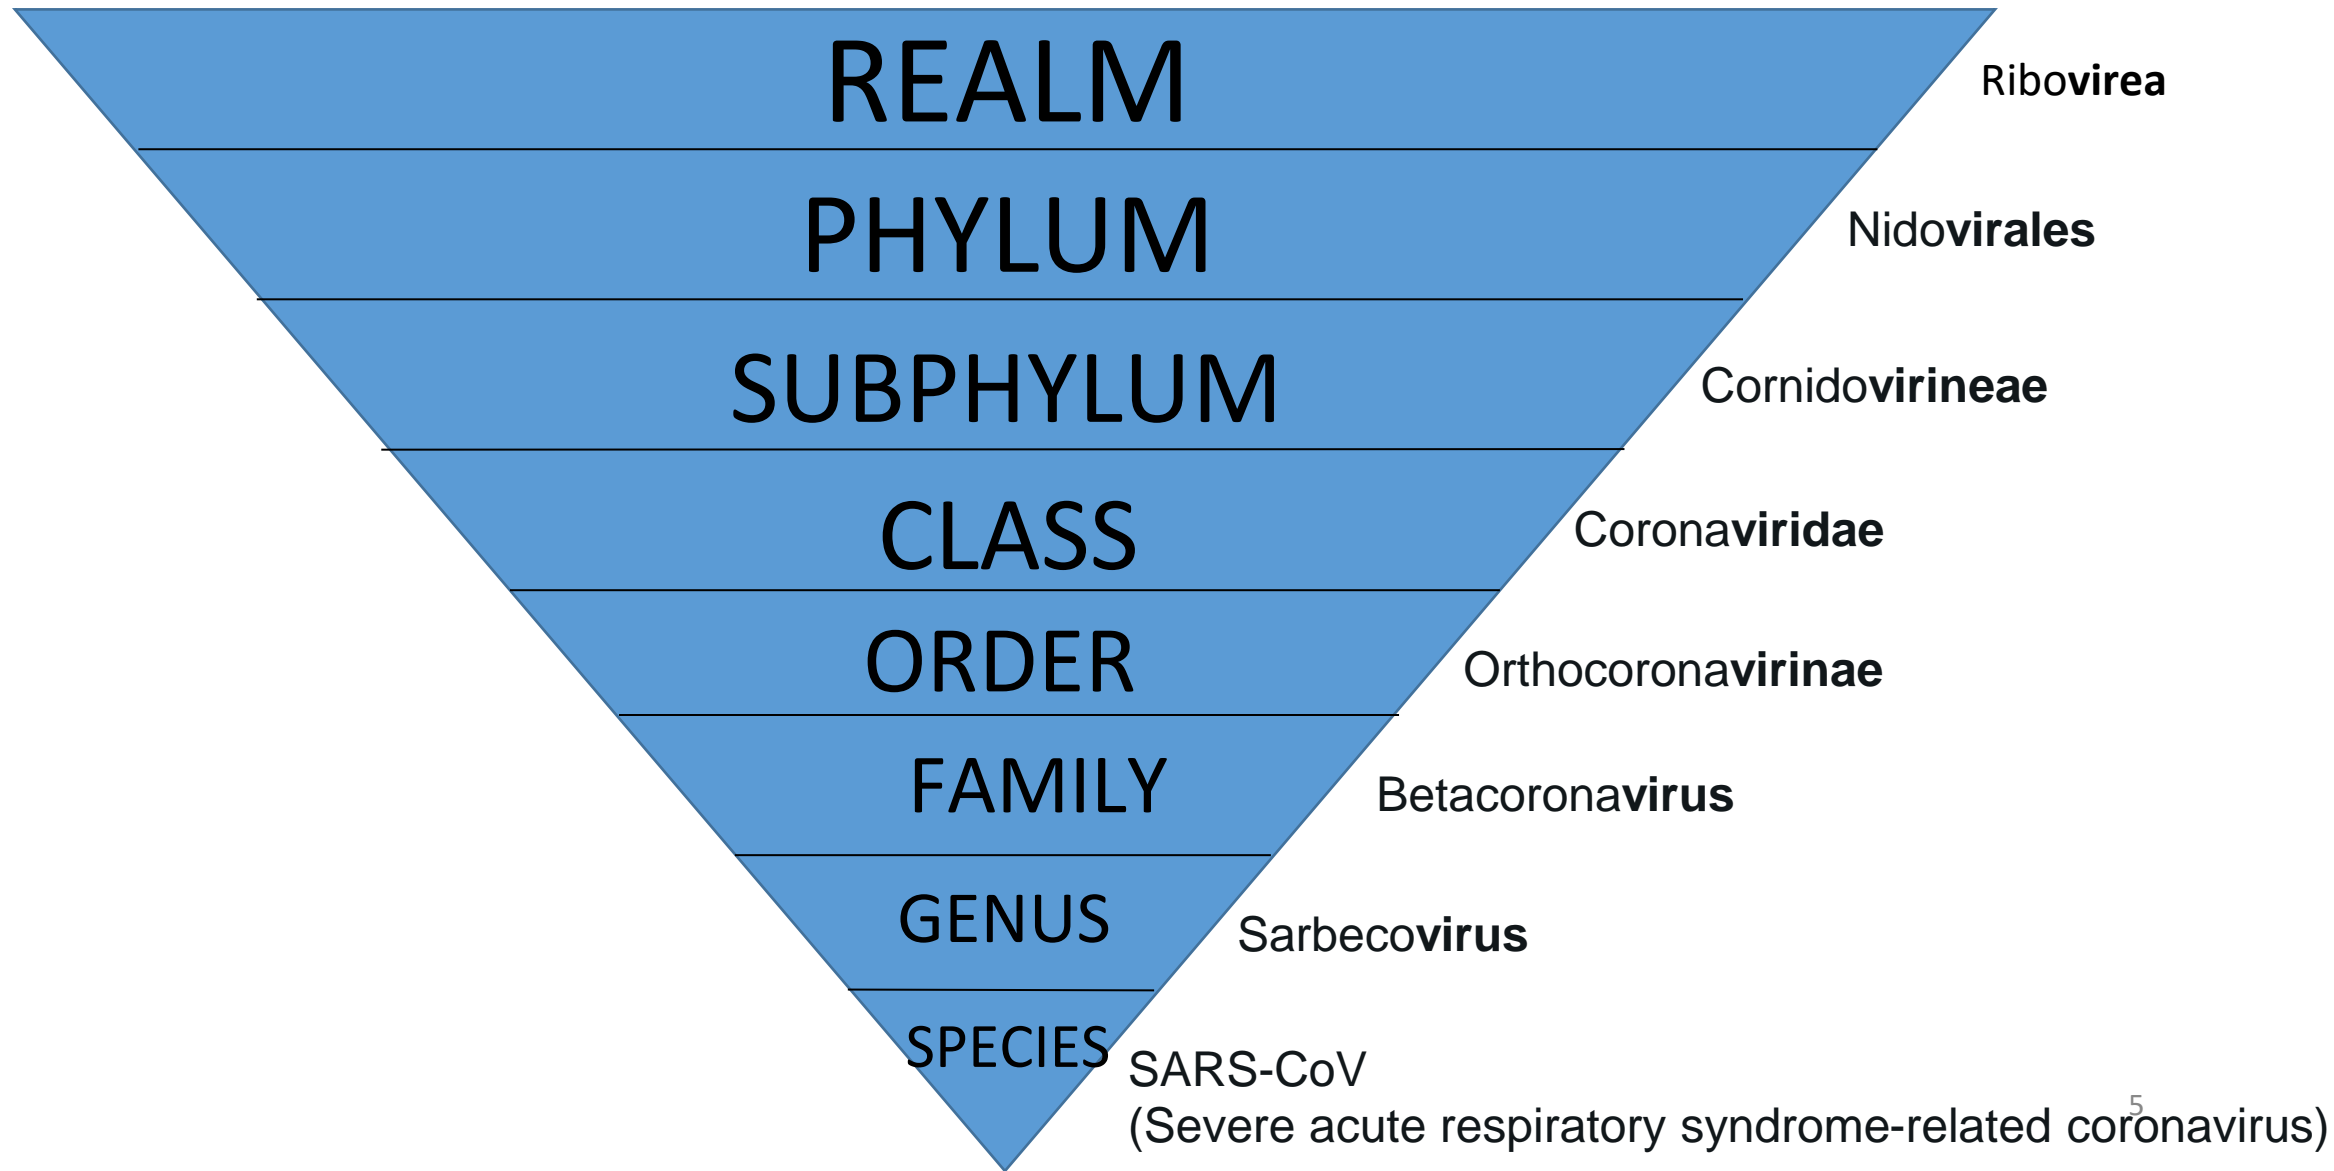 REALM
Ribovirea
PHYLUM
Nidovirales
SUBPHYLUM
Cornidovirineae
CLASS
Coronaviridae
ORDER
Orthocoronavirinae
FAMILY
Betacoronavirus
GENUS
Sarbecovirus
SPECIES
SARS-CoV
(Severe acute respiratory syndrome-related coronavirus)
5